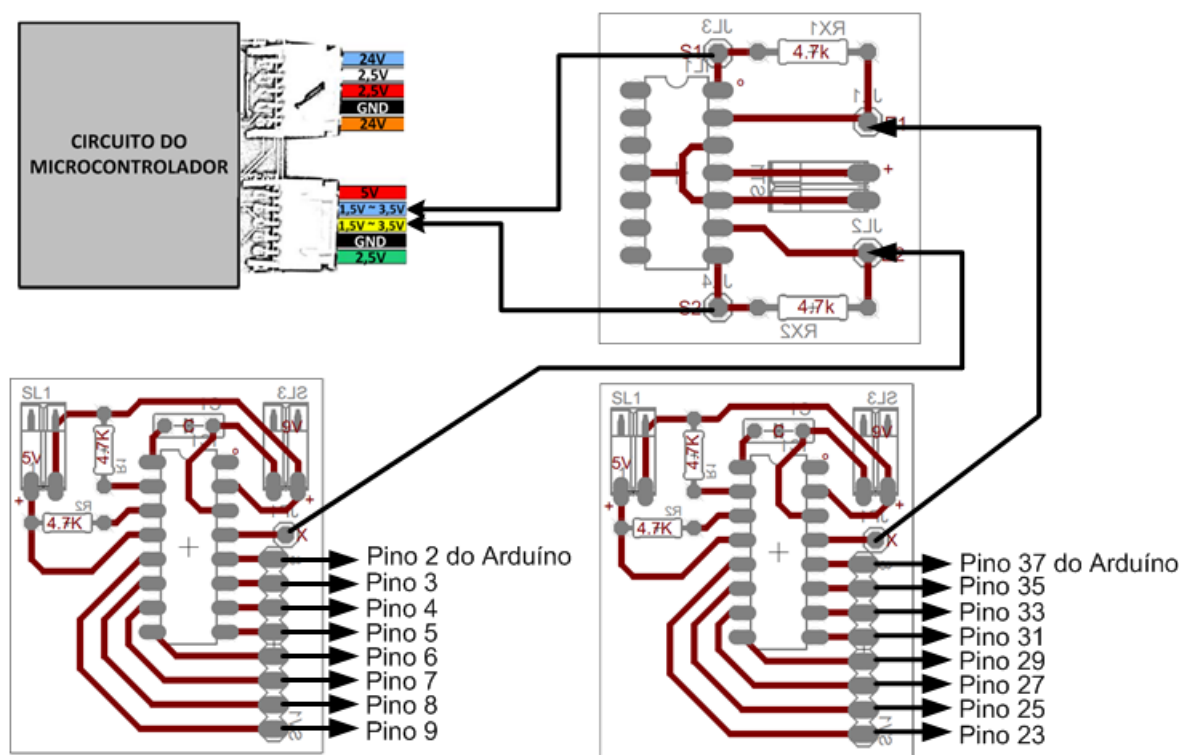 CIRCUITO DO
MICROCONTROLADOR
24V
2,5V
2,5V
GND
24V
5V
1,5V ~ 3,5V
1,5V ~ 3,5V
GND
2,5V
JL3
S1
RX1
4.7k
JL1
+
JL2
S2
4.7k
RX2
SL1
SL3
9V
5V
4.7K
R1
+
R2
4.7K
+
X
Pino 2 do Arduíno
Pino 3
Pino 4
Pino 5
Pino 6
Pino 7
Pino 8
Pino 9
SL1
SL3
9V
5V
4.7K
R1
+
R2
4.7K
+
X
Pino 37 do Arduíno
Pino 35
Pino 33
Pino 31
Pino 29
Pino 27
Pino 25
Pino 23